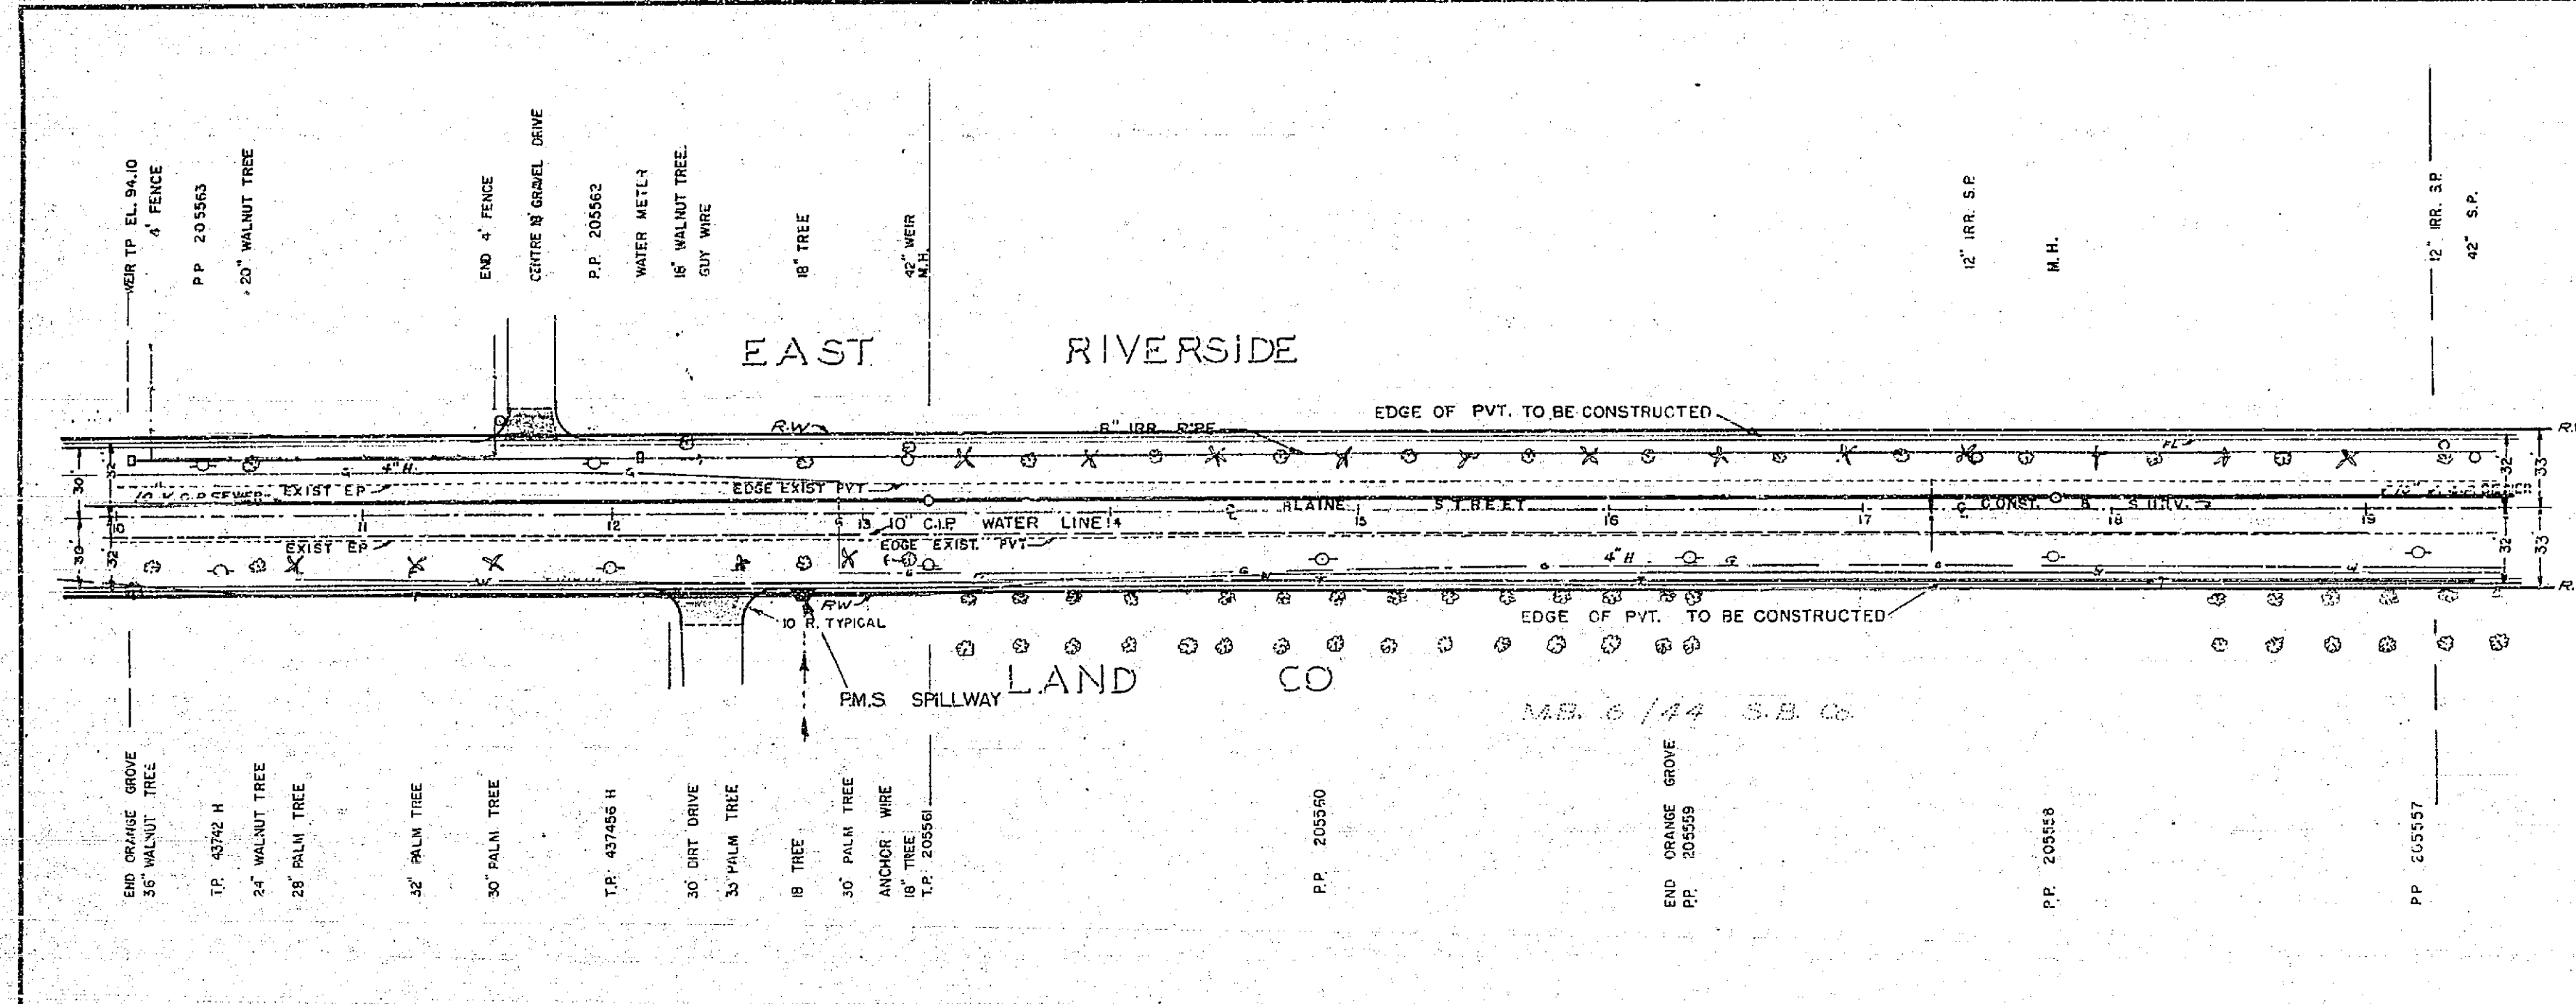 WEIR TP EL. 94.10
4' FENCE
P.P. 205563
20" WALNUT TREE
END 4' FENCE
CENTRE 18' GRAVEL DRIVE
P.P. 205562
WATER METER
18" WALNUT TREE.
GUY WIRE
18" TREE
42" WEIR
M.H.
12" IRR. S.P.
M.H.
12" IRR. S.P.
42" S.P.
EAST RIVERSIDE
EDGE OF PVT. TO BE CONSTRUCTED
R.W
8" IRR. PIPE
R.
FL
4" H
G
G
30' 32'
10" V.C.P. SEWER
EXIST EP
EDGE EXIST PVT
32' 33'
BLAINE STREET
CONST. & SURV.
10 11 12 13 14 15 16 17 18 19
10" C.I.P. WATER LINE
EXIST EP
EDGE EXIST. PVT
30' 32'
4" H
G
32' 33'
W
R.W
R.
10' R. TYPICAL
EDGE OF PVT. TO BE CONSTRUCTED
LAND CO
P.M.S. SPILLWAY
M.B. 6/44 S.B. Co
END ORANGE GROVE
36" WALNUT TREE
T.P. 43742 H
24" WALNUT TREE
28" PALM TREE
32" PALM TREE
30" PALM TREE
T.P. 437456 H
30' DIRT DRIVE
33" PALM TREE
18 TREE
30" PALM TREE
ANCHOR WIRE
18" TREE
T.P. 205561
P.P. 205560
END ORANGE GROVE
P.P. 205559
P.P. 205558
P.P. 205557